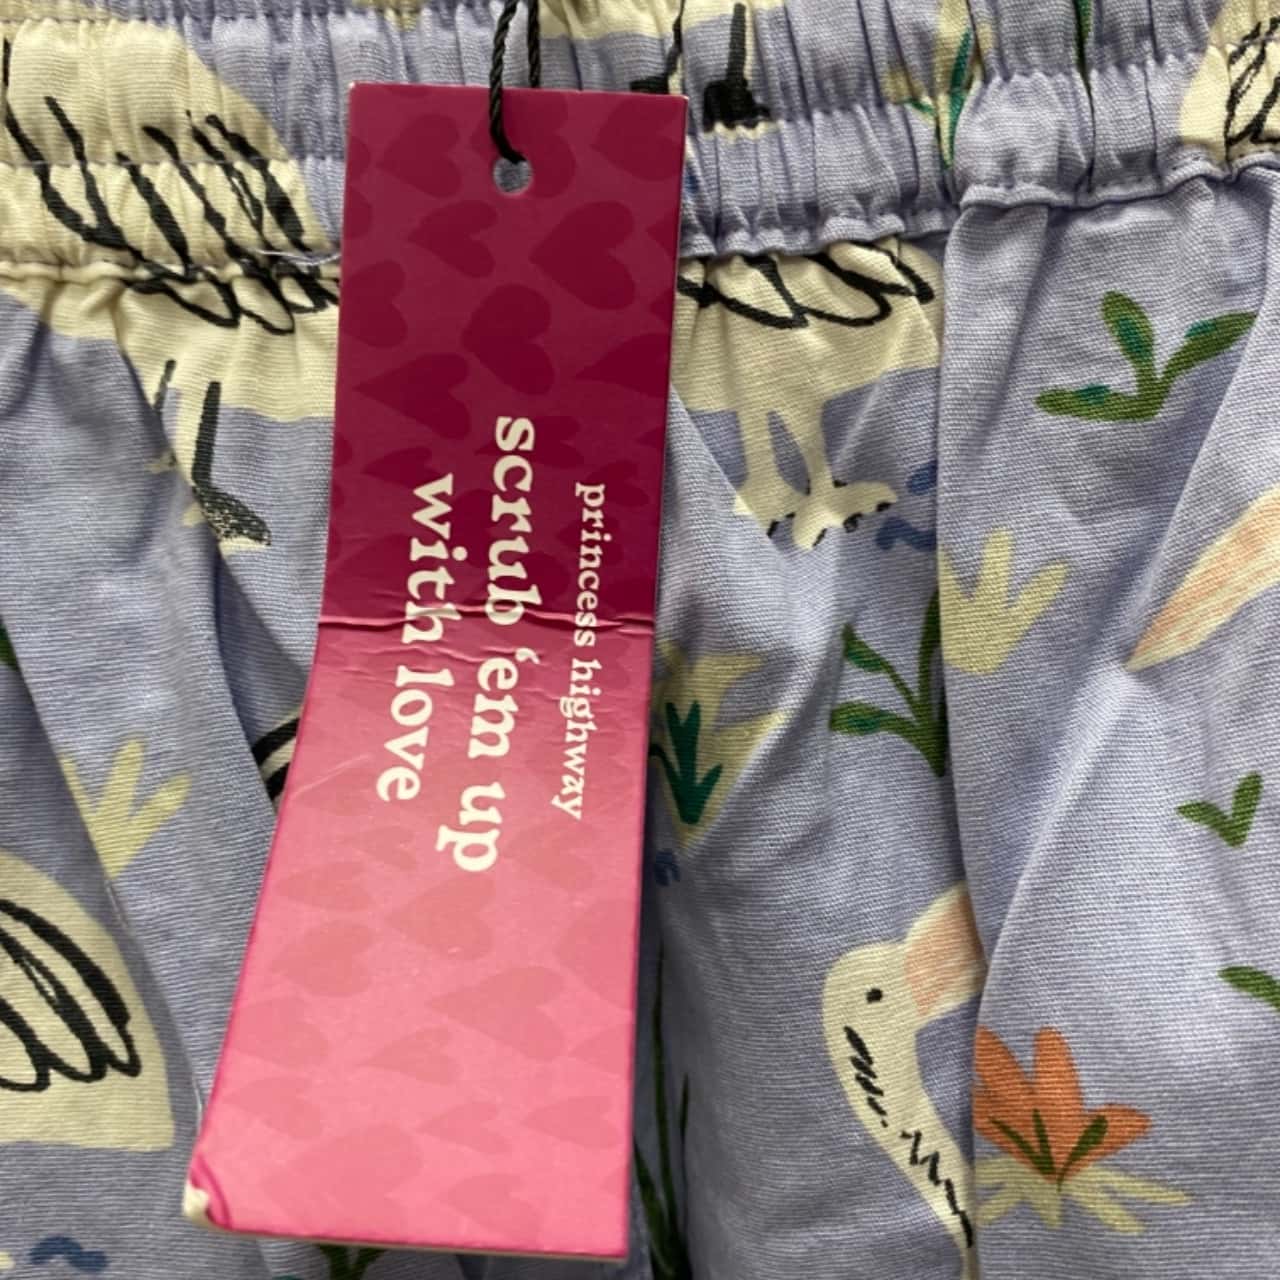 princess highway
scrub 'em up
with love